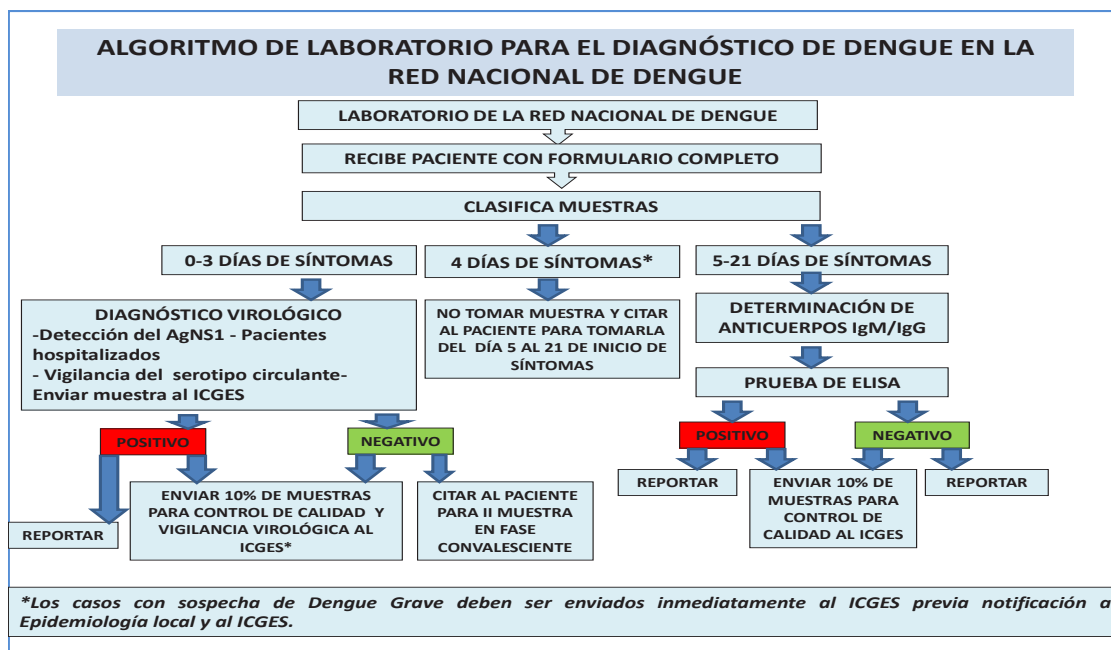 ALGORITMO DE LABORATORIO PARA EL DIAGNÓSTICO DE DENGUE EN LA
RED NACIONAL DE DENGUE
LABORATORIO DE LA RED NACIONAL DE DENGUE
RECIBE PACIENTE CON FORMULARIO COMPLETO
CLASIFICA MUESTRAS
0-3 DÍAS DE SÍNTOMAS
4 DÍAS DE SÍNTOMAS*
5-21 DÍAS DE SÍNTOMAS
DIAGNÓSTICO VIROLÓGICO
-Detección del AgNS1 - Pacientes
hospitalizados
- Vigilancia del serotipo circulante-
Enviar muestra al ICGES
NO TOMAR MUESTRA Y CITAR
AL PACIENTE PARA TOMARLA
DEL DÍA 5 AL 21 DE INICIO DE
SÍNTOMAS
DETERMINACIÓN DE
ANTICUERPOS IgM/IgG
PRUEBA DE ELISA
POSITIVO
NEGATIVO
POSITIVO
NEGATIVO
REPORTAR
ENVIAR 10% DE MUESTRAS
PARA CONTROL DE CALIDAD Y
VIGILANCIA VIROLÓGICA AL
ICGES*
CITAR AL PACIENTE
PARA II MUESTRA
EN FASE
CONVALESCIENTE
REPORTAR
ENVIAR 10% DE
MUESTRAS PARA
CONTROL DE
CALIDAD AL ICGES
REPORTAR
*Los casos con sospecha de Dengue Grave deben ser enviados inmediatamente al ICGES previa notificación a
Epidemiología local y al ICGES.